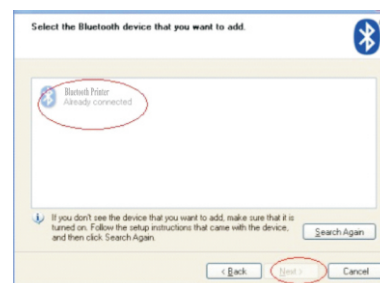 Select the Bluetooth device that you want to add.
Bluetooth Printer
Already connected
If you don't see the device that you want to add, make sure that it is
turned on. Follow the setup instructions that came with the device,
and then click Search Again.
Search Again
< Back
Next >
Cancel